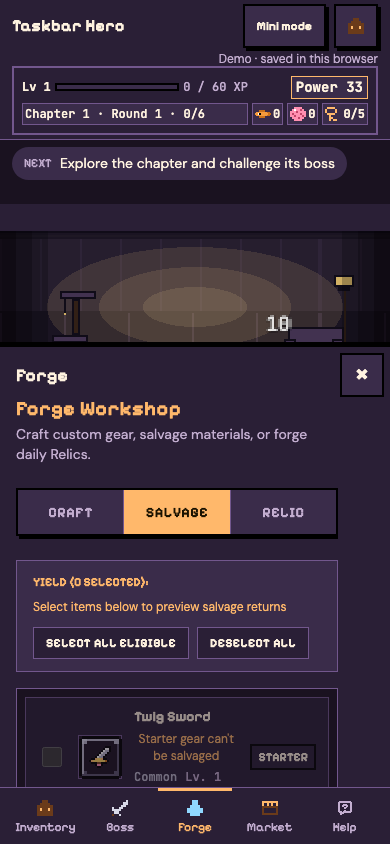 Taskbar Hero
Mini mode
Demo · saved in this browser
Lv 1 0 / 60 XP Power 33
Chapter 1 · Round 1 · 0/6 0 0 0/5
NEXT Explore the chapter and challenge its boss
10
Forge
Forge Workshop
Craft custom gear, salvage materials, or forge
daily Relics.
CRAFT SALVAGE RELIC
YIELD (0 SELECTED):
Select items below to preview salvage returns
SELECT ALL ELIGIBLE DESELECT ALL
Twig Sword
Starter gear can't
be salvaged
STARTER
Common Lv. 1
Inventory Boss Forge Market Help